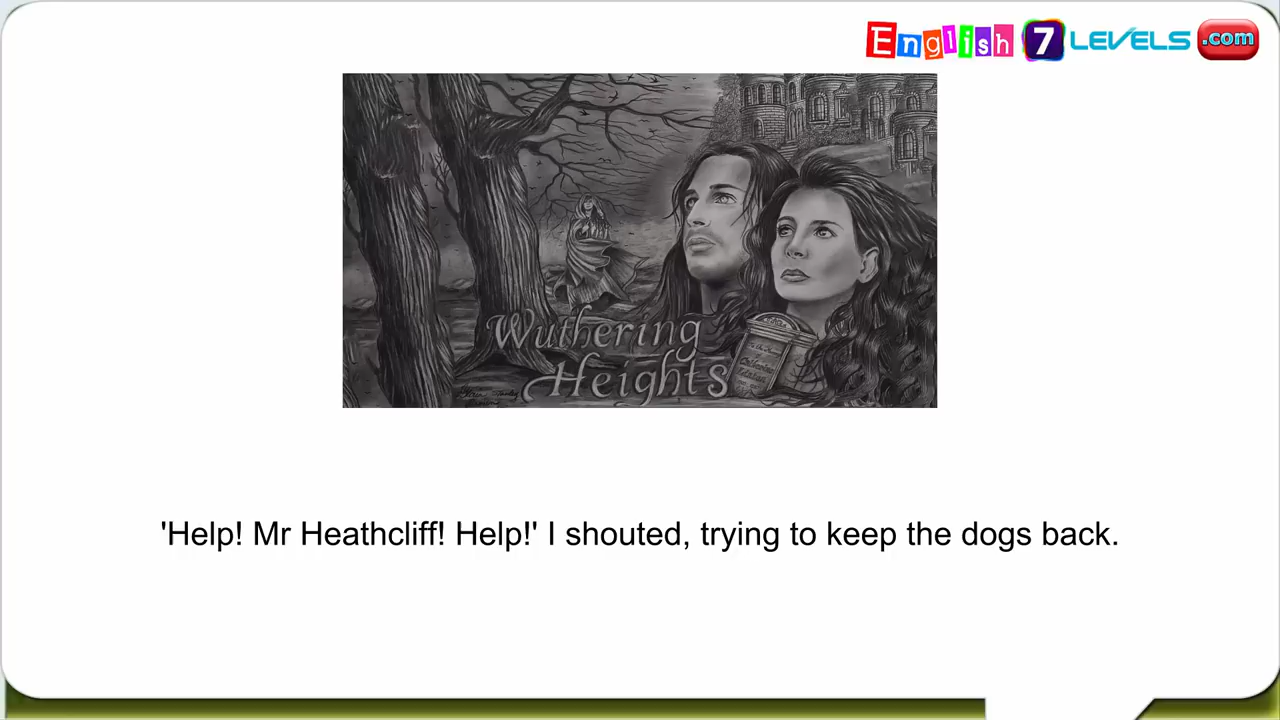 English 7 LEVELS .com
Wuthering
Heights
'Help! Mr Heathcliff! Help!' I shouted, trying to keep the dogs back.